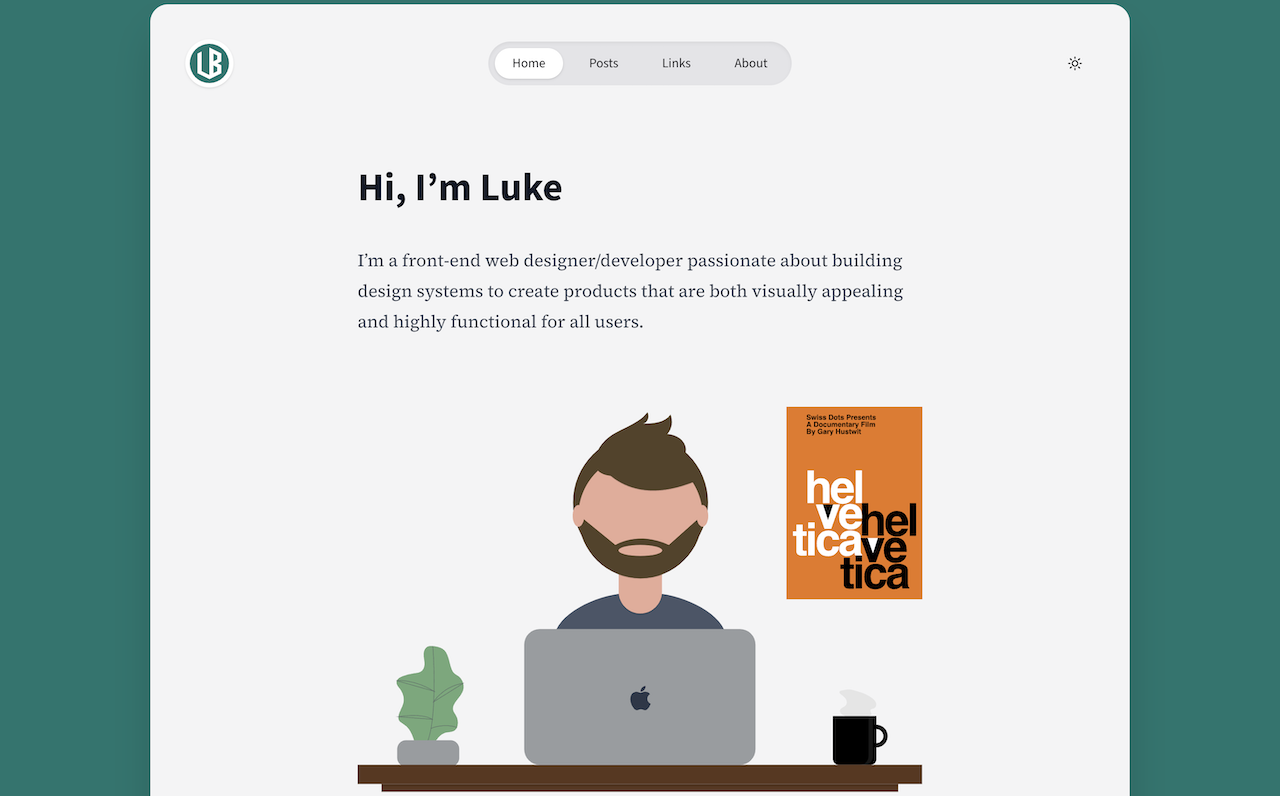 LB
Home Posts Links About
Hi, I’m Luke
I’m a front-end web designer/developer passionate about building
design systems to create products that are both visually appealing
and highly functional for all users.
Swiss Dots Presents
A Documentary Film
By Gary Hustwit
hel
ve
tica
hel
ve
tica